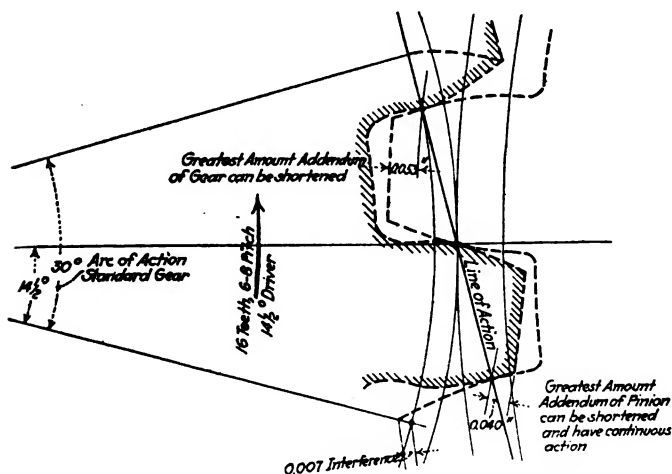 Greatest Amount Addendum
of Gear can be shortened
0.053"
14½°
30° Arc of Action
Standard Gear
16 Teeth, 6-8 Pitch
14½° Driver
Line of Action
Greatest Amount
Addendum of Pinion
can be shortened
and have continuous
action
0.040"
0.007 Interference"